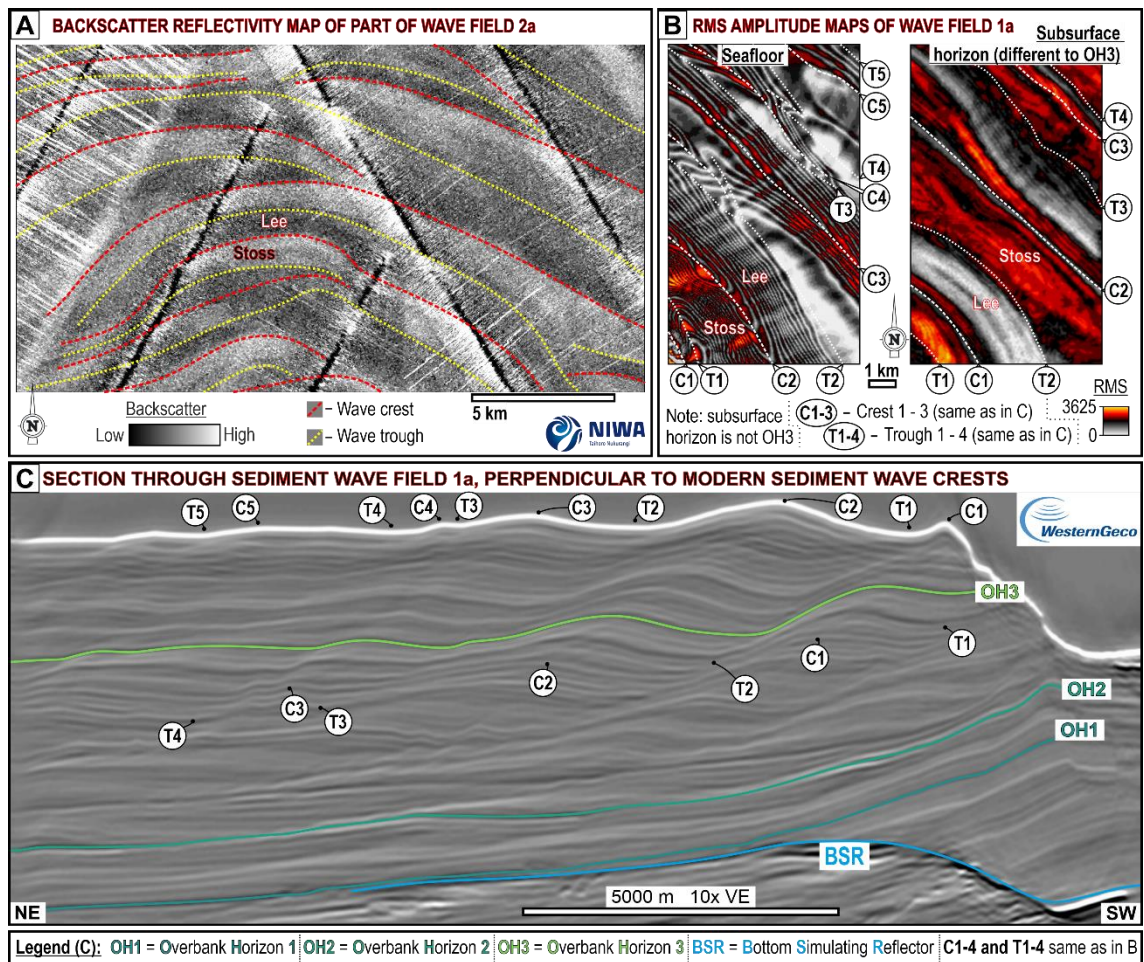 A BACKSCATTER REFLECTIVITY MAP OF PART OF WAVE FIELD 2a
Lee
Stoss
N
Backscatter
Low High
– Wave crest
– Wave trough
5 km
NIWA
Taihoro Nukurangi
B RMS AMPLITUDE MAPS OF WAVE FIELD 1a
Seafloor
Subsurface
horizon (different to OH3)
T5
C5
T4
C4
T3
C3
Lee
Stoss
C1 T1 C2 T2
N
1 km
T4
C3
T3
Stoss
C2
Lee
T1 C1 T2
Note: subsurface
horizon is not OH3
C1-3 – Crest 1 - 3 (same as in C)
T1-4 – Trough 1 - 4 (same as in C)
RMS
3625
0
C SECTION THROUGH SEDIMENT WAVE FIELD 1a, PERPENDICULAR TO MODERN SEDIMENT WAVE CRESTS
T5 C5 T4 C4 T3 C3 T2 C2 T1 C1
WesternGeco
OH3
T1
C1
C2 T2
C3 T3
T4
OH2
OH1
BSR
5000 m 10x VE
NE SW
Legend (C): OH1 = Overbank Horizon 1 OH2 = Overbank Horizon 2 OH3 = Overbank Horizon 3 BSR = Bottom Simulating Reflector C1-4 and T1-4 same as in B